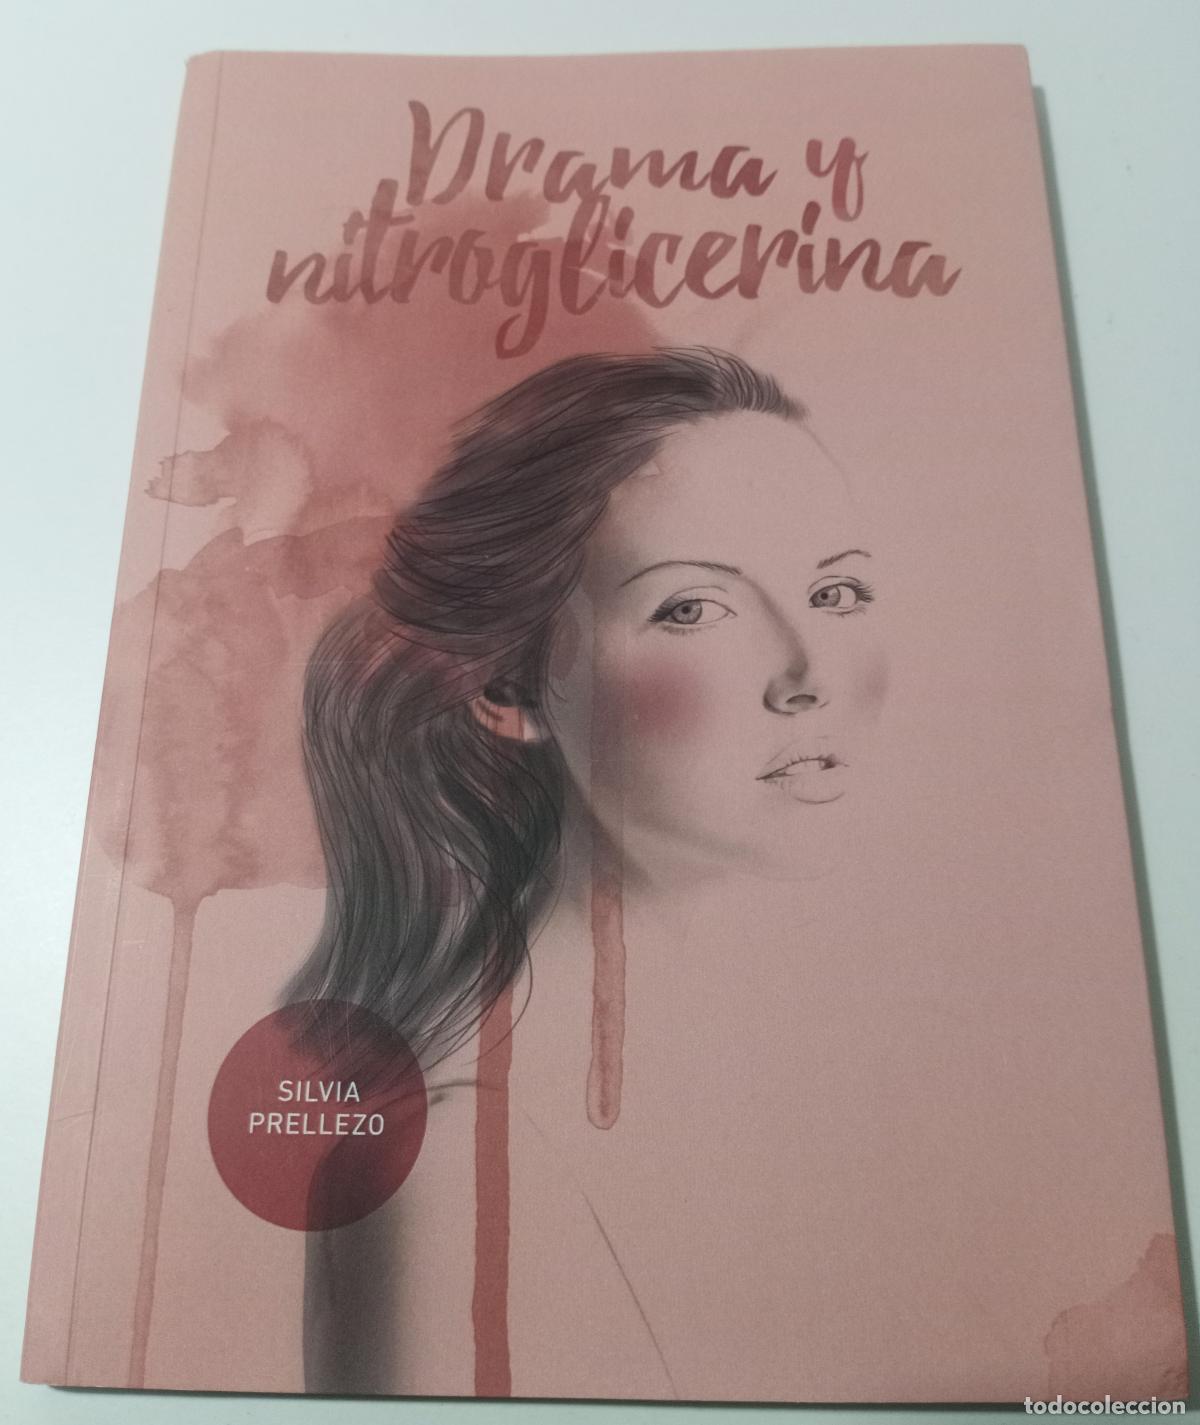 Drama y
nitroglicerina
SILVIA
PRELLEZO
todocoleccion